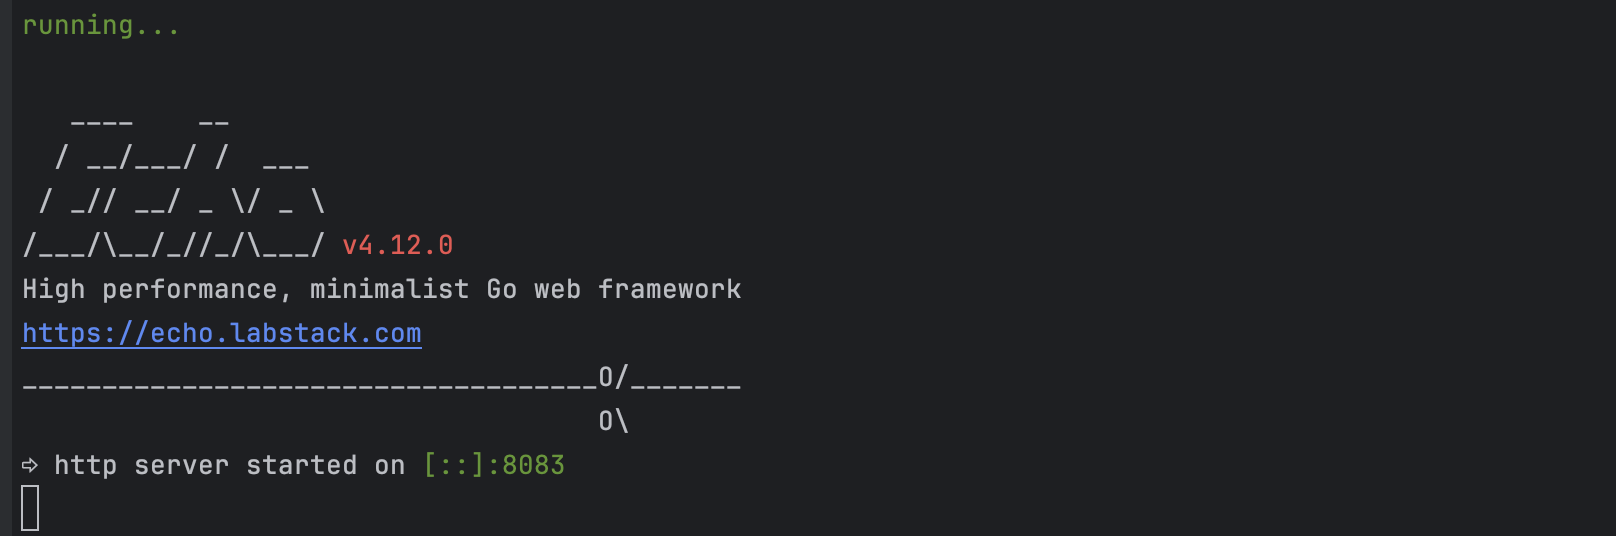 running...
   ____    __
  / __/___/ /  ___
 / _// __/ _ \/ _ \
/___/\__/_//_/\___/ v4.12.0
High performance, minimalist Go web framework
https://echo.labstack.com
____________________________________O/_______
                                    O\
⇨ http server started on [::]:8083